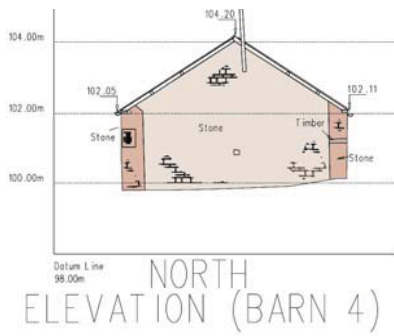 104.20
104.00m
102.05
102.11
102.00m
Stone
Stone
Timber
Stone
100.00m
Datum Line
98.00m
NORTH
ELEVATION (BARN 4)